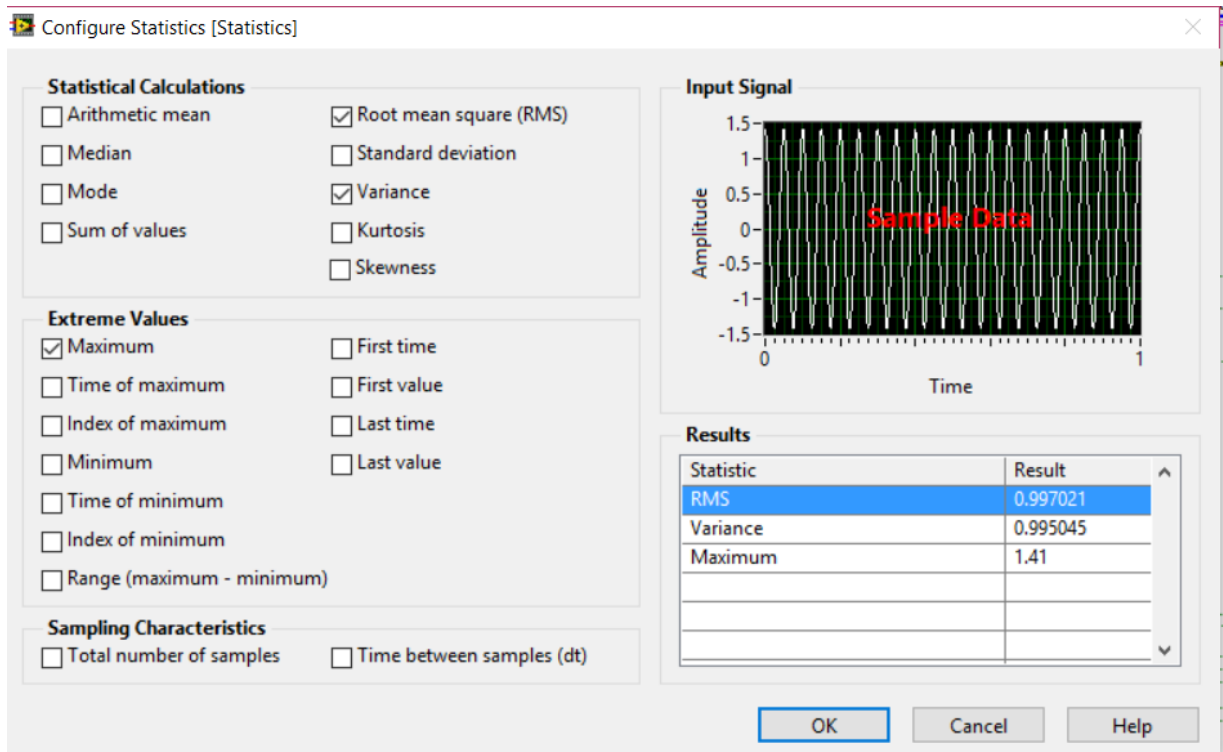 Configure Statistics [Statistics]
Statistical Calculations
Arithmetic mean
Median
Mode
Sum of values
Root mean square (RMS)
Standard deviation
Variance
Kurtosis
Skewness
Extreme Values
Maximum
Time of maximum
Index of maximum
Minimum
Time of minimum
Index of minimum
Range (maximum - minimum)
First time
First value
Last time
Last value
Sampling Characteristics
Total number of samples
Time between samples (dt)
Input Signal
Amplitude
1.5
1
0.5
0
-0.5
-1
-1.5
Sample Data
0 1
Time
Results
Statistic Result
RMS 0.997021
Variance 0.995045
Maximum 1.41
OK Cancel Help